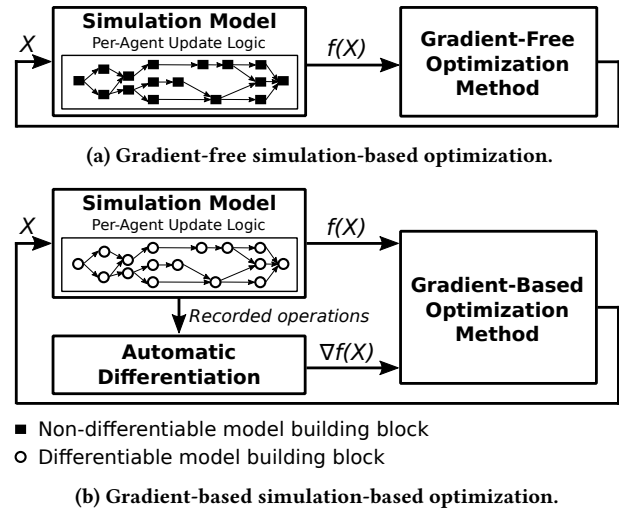 Simulation Model
Per-Agent Update Logic
X
f(X)
Gradient-Free
Optimization
Method
(a) Gradient-free simulation-based optimization.
Simulation Model
Per-Agent Update Logic
X
f(X)
Gradient-Based
Optimization
Method
Recorded operations
Automatic
Differentiation
∇f(X)
Non-differentiable model building block
Differentiable model building block
(b) Gradient-based simulation-based optimization.